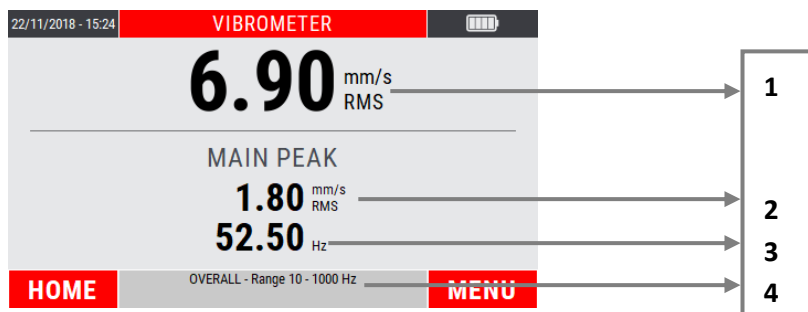 22/11/2018 - 15:24 VIBROMETER
6.90 mm/s RMS 1
MAIN PEAK
1.80 mm/s RMS 2
52.50 Hz 3
HOME OVERALL - Range 10 - 1000 Hz MENU 4